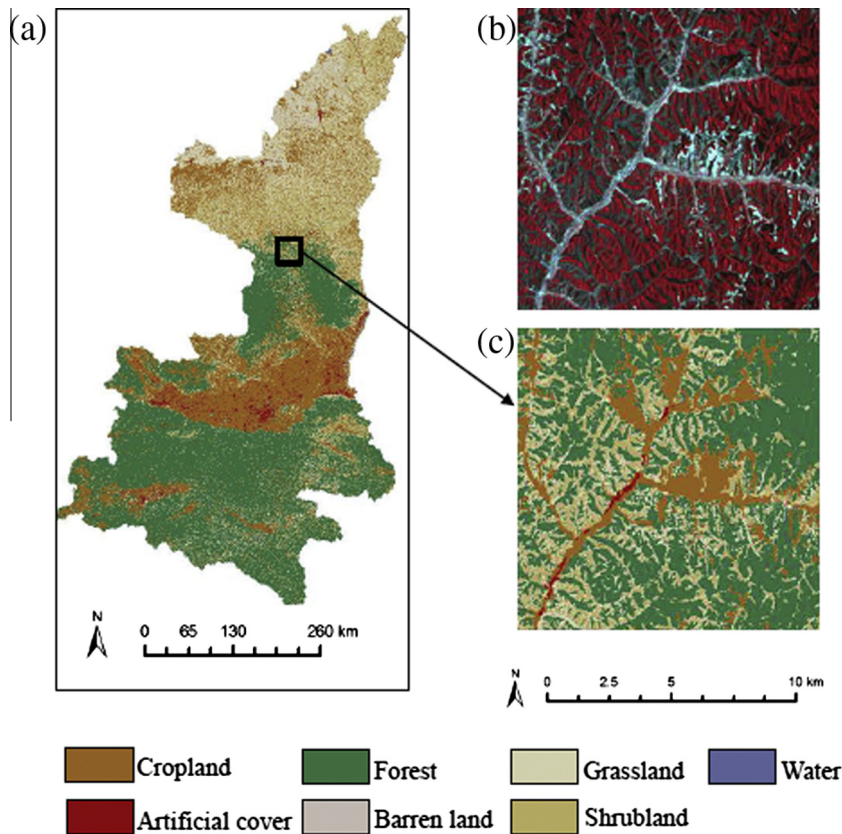 (a)
(b)
(c)
N
0 65 130 260 km
N
0 2.5 5 10 km
Cropland Forest Grassland Water
Artificial cover Barren land Shrubland